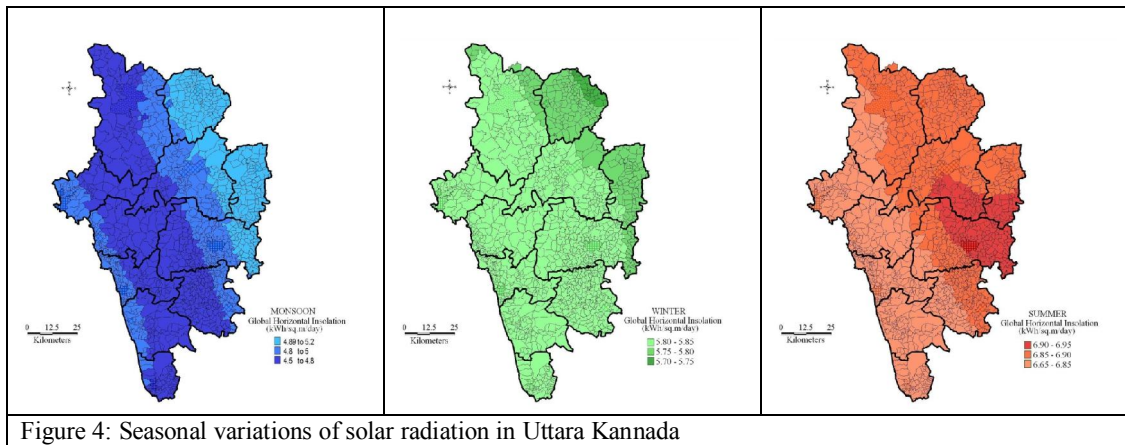 MONSOON
Global Horizontal Insolation
(kWh/sq.m/day)
4.89 to 5.2
4.8 to 5
4.5 to 4.8
0 12.5 25
Kilometers
WINTER
Global Horizontal Insolation
(kWh/sq.m/day)
5.80 - 5.85
5.75 - 5.80
5.70 - 5.75
0 12.5 25
Kilometers
SUMMER
Global Horizontal Insolation
(kWh/sq.m/day)
6.90 - 6.95
6.85 - 6.90
6.65 - 6.85
0 12.5 25
Kilometers
Figure 4: Seasonal variations of solar radiation in Uttara Kannada